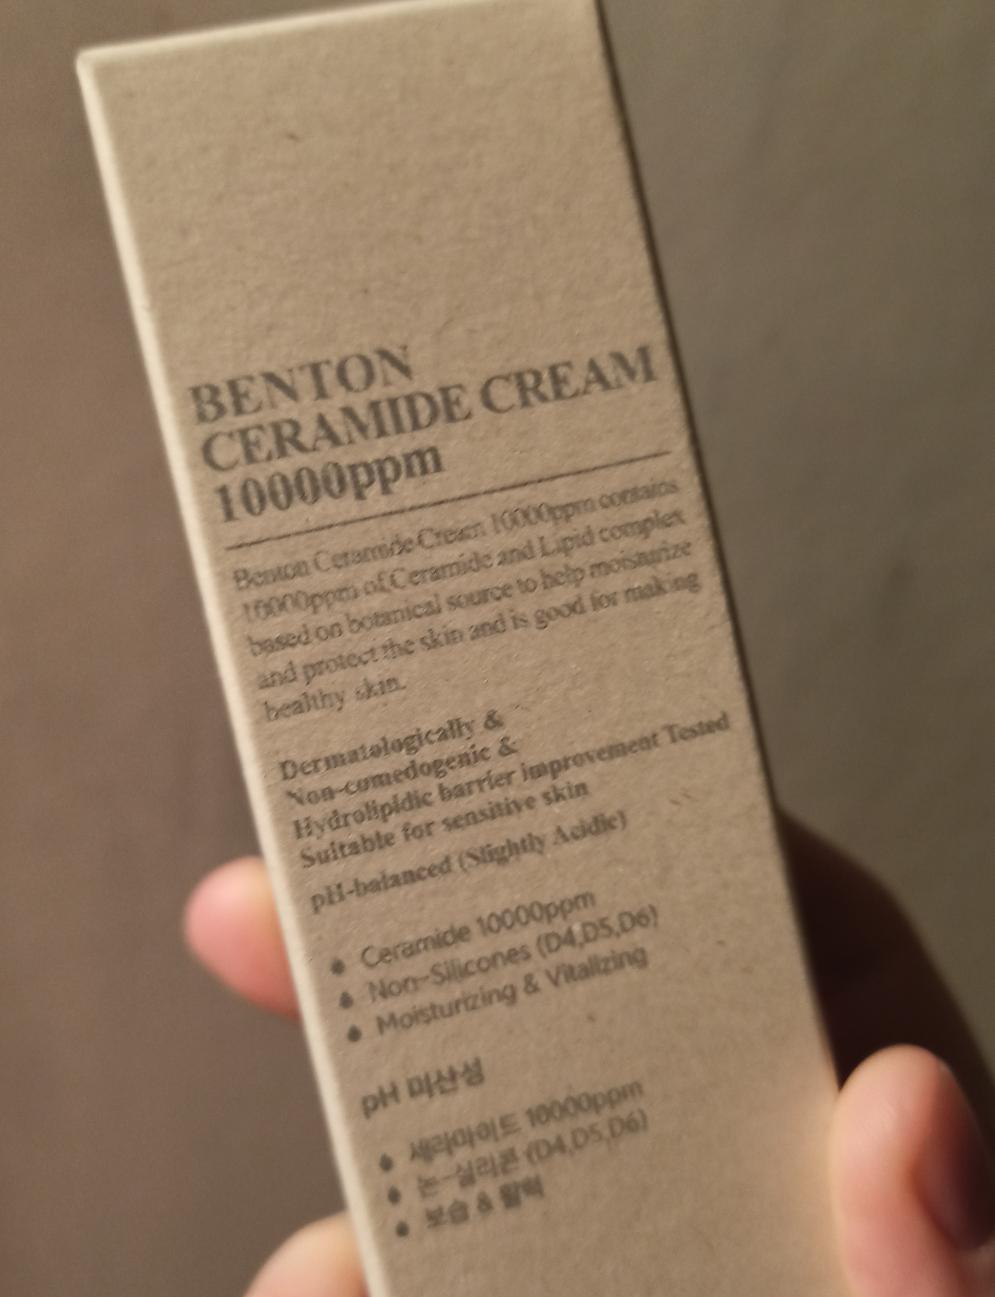 BENTON
CERAMIDE CREAM
10000ppm
Benton Ceramide Cream 10000ppm contains
10000ppm of Ceramide and Lipid complex
based on botanical source to help moisturize
and protect the skin and is good for making
healthy skin.
Dermatologically &
Non-comedogenic &
Hydrolipidic barrier improvement Tested
Suitable for sensitive skin
pH-balanced (Slightly Acidic)
Ceramide 10000ppm
Non-Silicones (D4,D5,D6)
Moisturizing & Vitalizing
pH 미산성
세라마이드 10000ppm
논-실리콘 (D4,D5,D6)
보습 & 활력